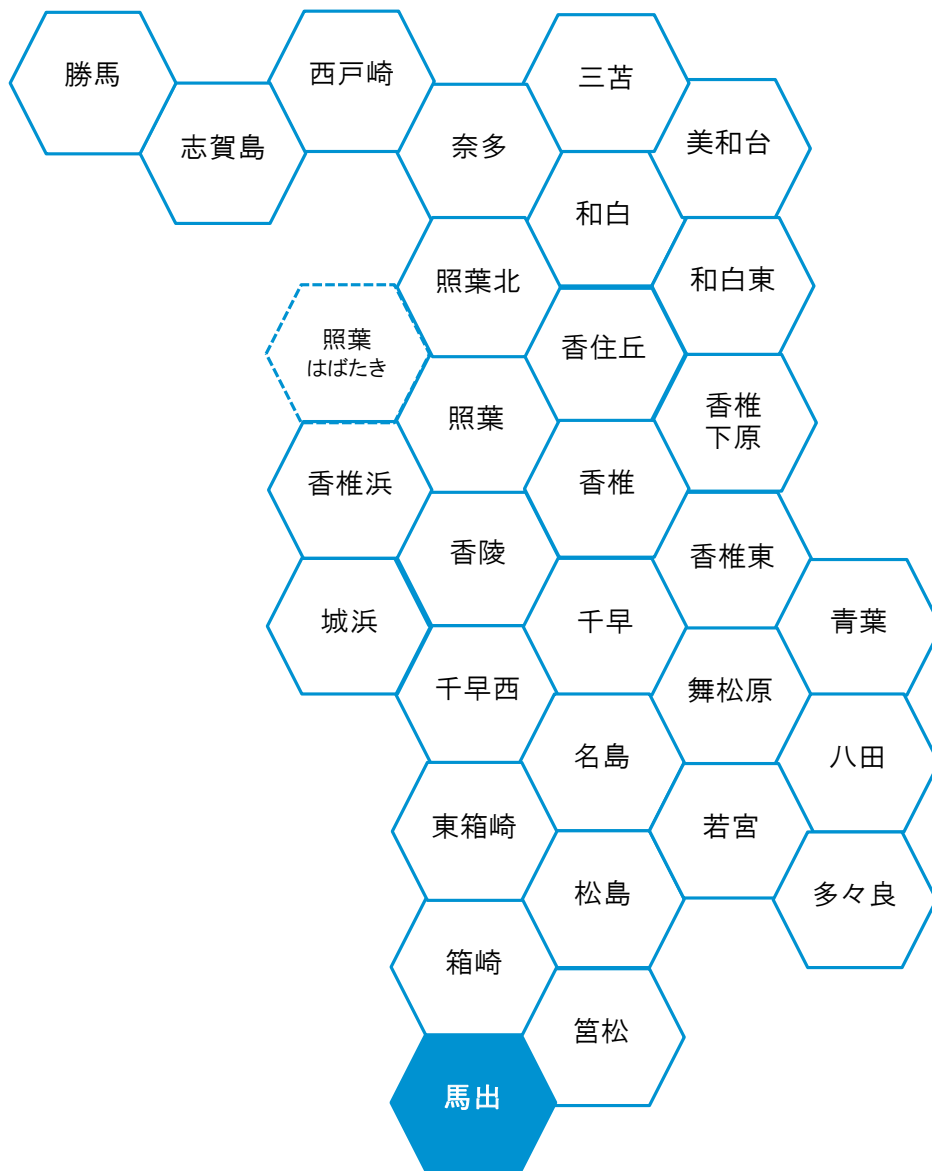 勝馬
西戸崎
三苫
志賀島
奈多
美和台
和白
照葉北
和白東
照葉
はばたき
香住丘
照葉
香椎
下原
香椎浜
香椎
香陵
香椎東
城浜
千早
青葉
千早西
舞松原
名島
八田
東箱崎
若宮
松島
多々良
箱崎
筥松
馬出